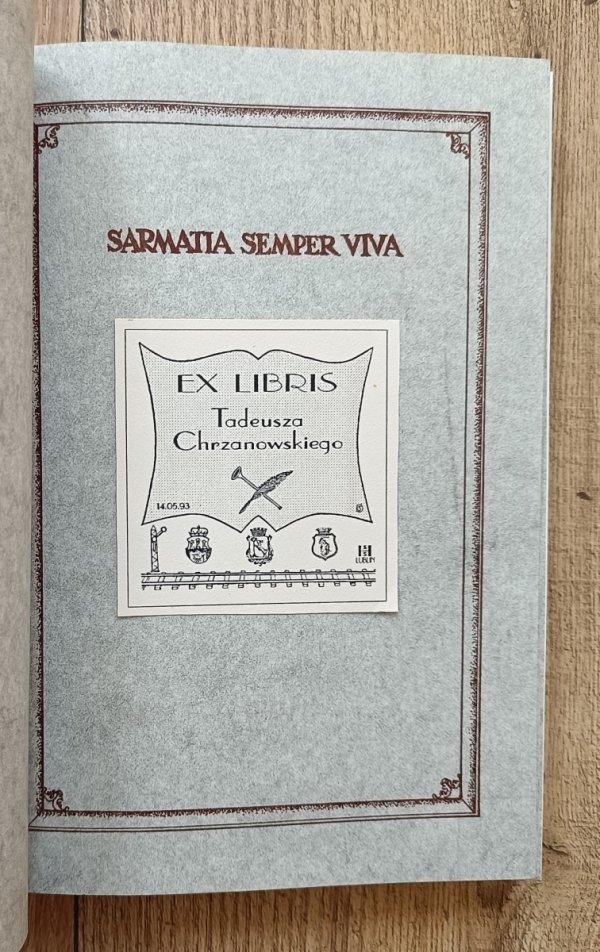 SARMATIA SEMPER VIVA
EX LIBRIS
Tadeusza
Chrzanowskiego
14.05.93
LUBLIN